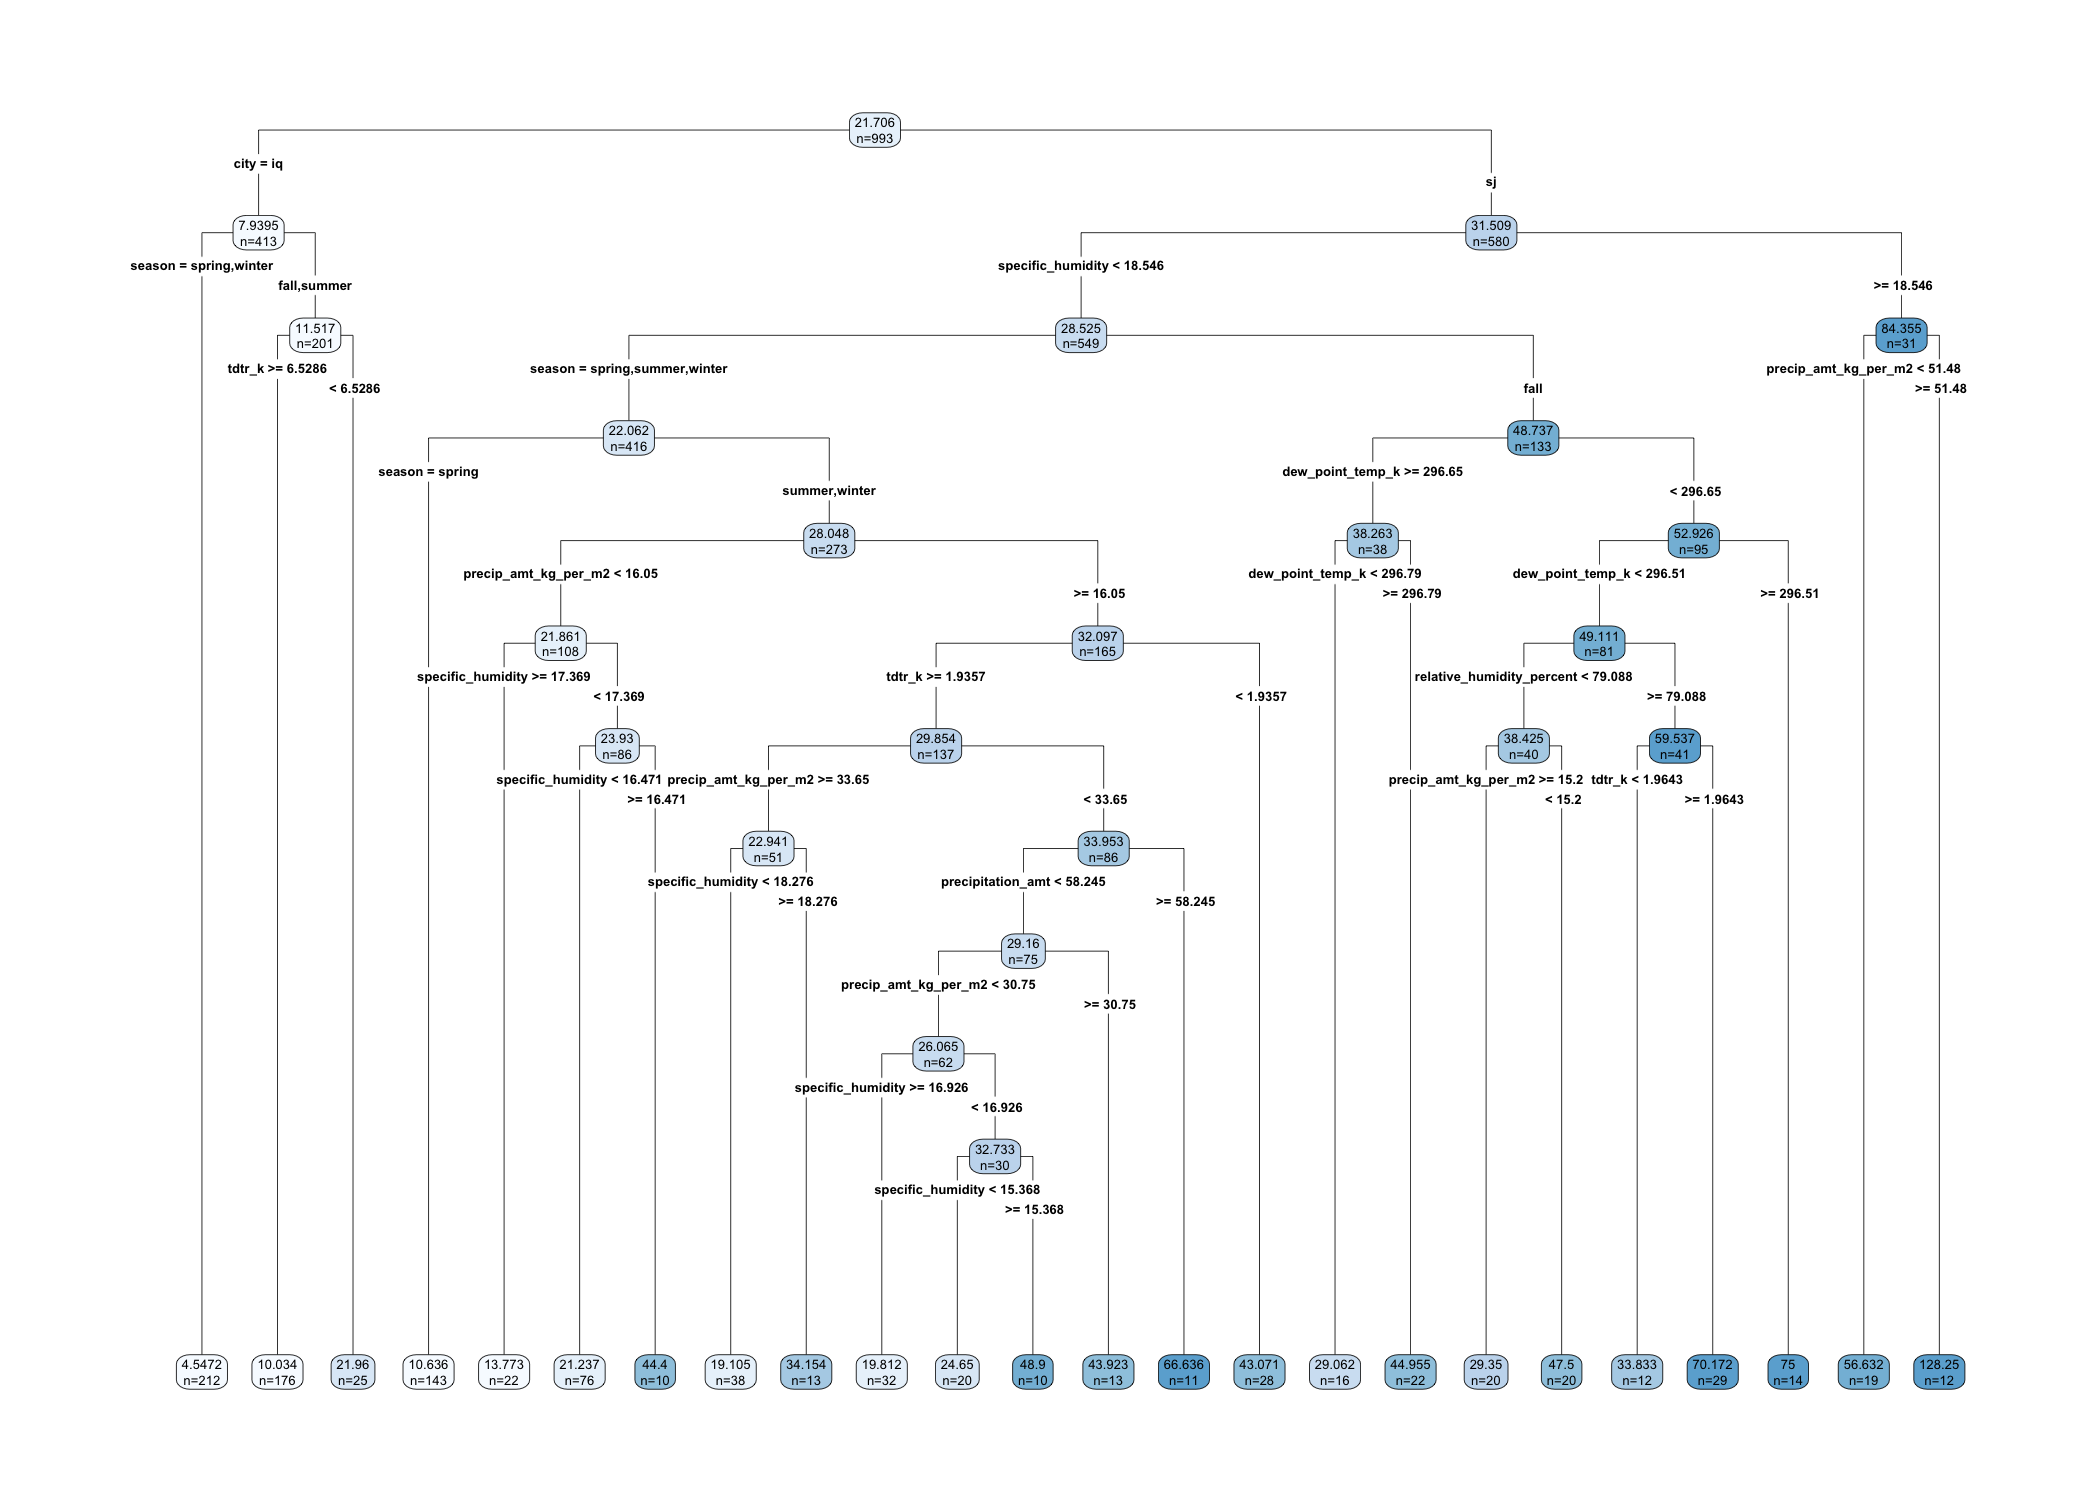 21.706
n=993
city = iq
sj
7.9395
n=413
31.509
n=580
season = spring,winter
fall,summer
specific_humidity < 18.546
>= 18.546
11.517
n=201
28.525
n=549
84.355
n=31
tdtr_k >= 6.5286
< 6.5286
season = spring,summer,winter
fall
precip_amt_kg_per_m2 < 51.48
>= 51.48
22.062
n=416
48.737
n=133
season = spring
summer,winter
dew_point_temp_k >= 296.65
< 296.65
28.048
n=273
38.263
n=38
52.926
n=95
precip_amt_kg_per_m2 < 16.05
>= 16.05
dew_point_temp_k < 296.79
>= 296.79
dew_point_temp_k < 296.51
>= 296.51
21.861
n=108
32.097
n=165
49.111
n=81
specific_humidity >= 17.369
< 17.369
tdtr_k >= 1.9357
< 1.9357
relative_humidity_percent < 79.088
>= 79.088
23.93
n=86
29.854
n=137
38.425
n=40
59.537
n=41
specific_humidity < 16.471
>= 16.471
precip_amt_kg_per_m2 >= 33.65
< 33.65
precip_amt_kg_per_m2 >= 15.2
< 15.2
tdtr_k < 1.9643
>= 1.9643
22.941
n=51
33.953
n=86
specific_humidity < 18.276
>= 18.276
precipitation_amt < 58.245
>= 58.245
29.16
n=75
precip_amt_kg_per_m2 < 30.75
>= 30.75
26.065
n=62
specific_humidity >= 16.926
< 16.926
32.733
n=30
specific_humidity < 15.368
>= 15.368
4.5472
n=212
10.034
n=176
21.96
n=25
10.636
n=143
13.773
n=22
21.237
n=76
44.4
n=10
19.105
n=38
34.154
n=13
19.812
n=32
24.65
n=20
48.9
n=10
43.923
n=13
66.636
n=11
43.071
n=28
29.062
n=16
44.955
n=22
29.35
n=20
47.5
n=20
33.833
n=12
70.172
n=29
75
n=14
56.632
n=19
128.25
n=12